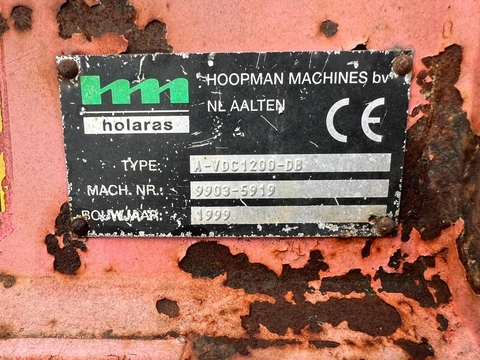 HOOPMAN MACHINES bv
NL AALTEN
hm
holaras
CE
TYPE A-VDC1200-DB
MACH. NR. 9903-5919
BOUWJAAR 1999